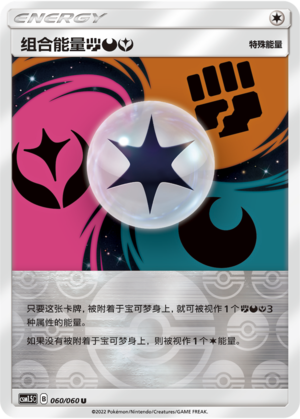 ENERGY
组合能量
特殊能量
只要这张卡牌，被附着于宝可梦身上，就可被视作1个3
种属性的能量。
如果没有被附着于宝可梦身上，则被视作1个能量。
CSM1.5C B 060/060 U
©2022 Pokémon/Nintendo/Creatures/GAME FREAK.